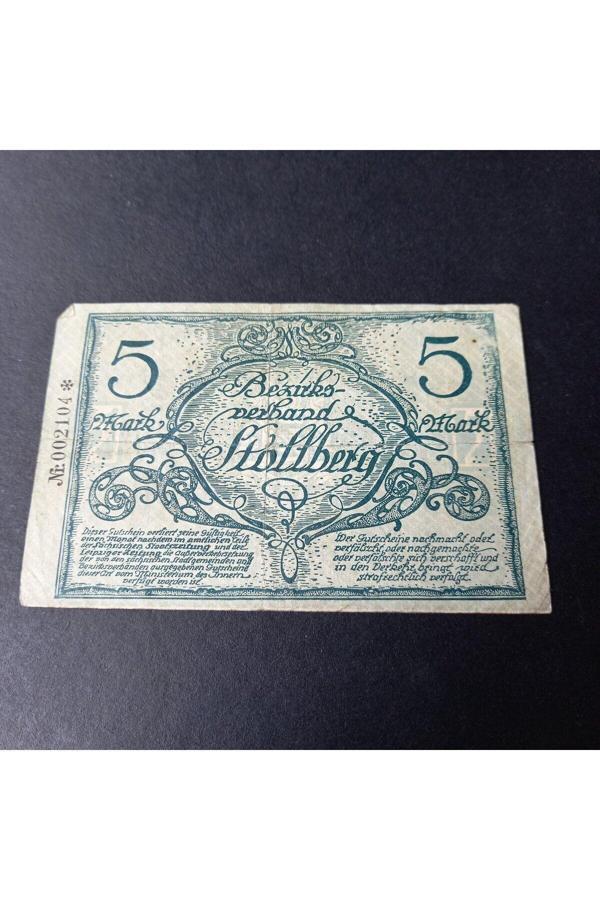 5
Mark
5
Mark
Bezirks-
verband
Stollberg
№: 002104 *
Dieser Gutschein verliert seine Gültigkeit
einen Monat nachdem im amtlichen Teile
der Sächsischen Staatszeitung und der
Leipziger Zeitung die Außerverkehrsetzung
der von den sächsischen Stadtgemeinden und
Bezirksverbänden ausgegebenen Gutscheine
dieser Art vom Ministerium des Innern
verfügt worden ist.
Wer Gutscheine nachmacht oder
verfälscht, oder nachgemachte
oder verfälschte sich verschafft und
in den Verkehr bringt, wird
strafrechtlich verfolgt.